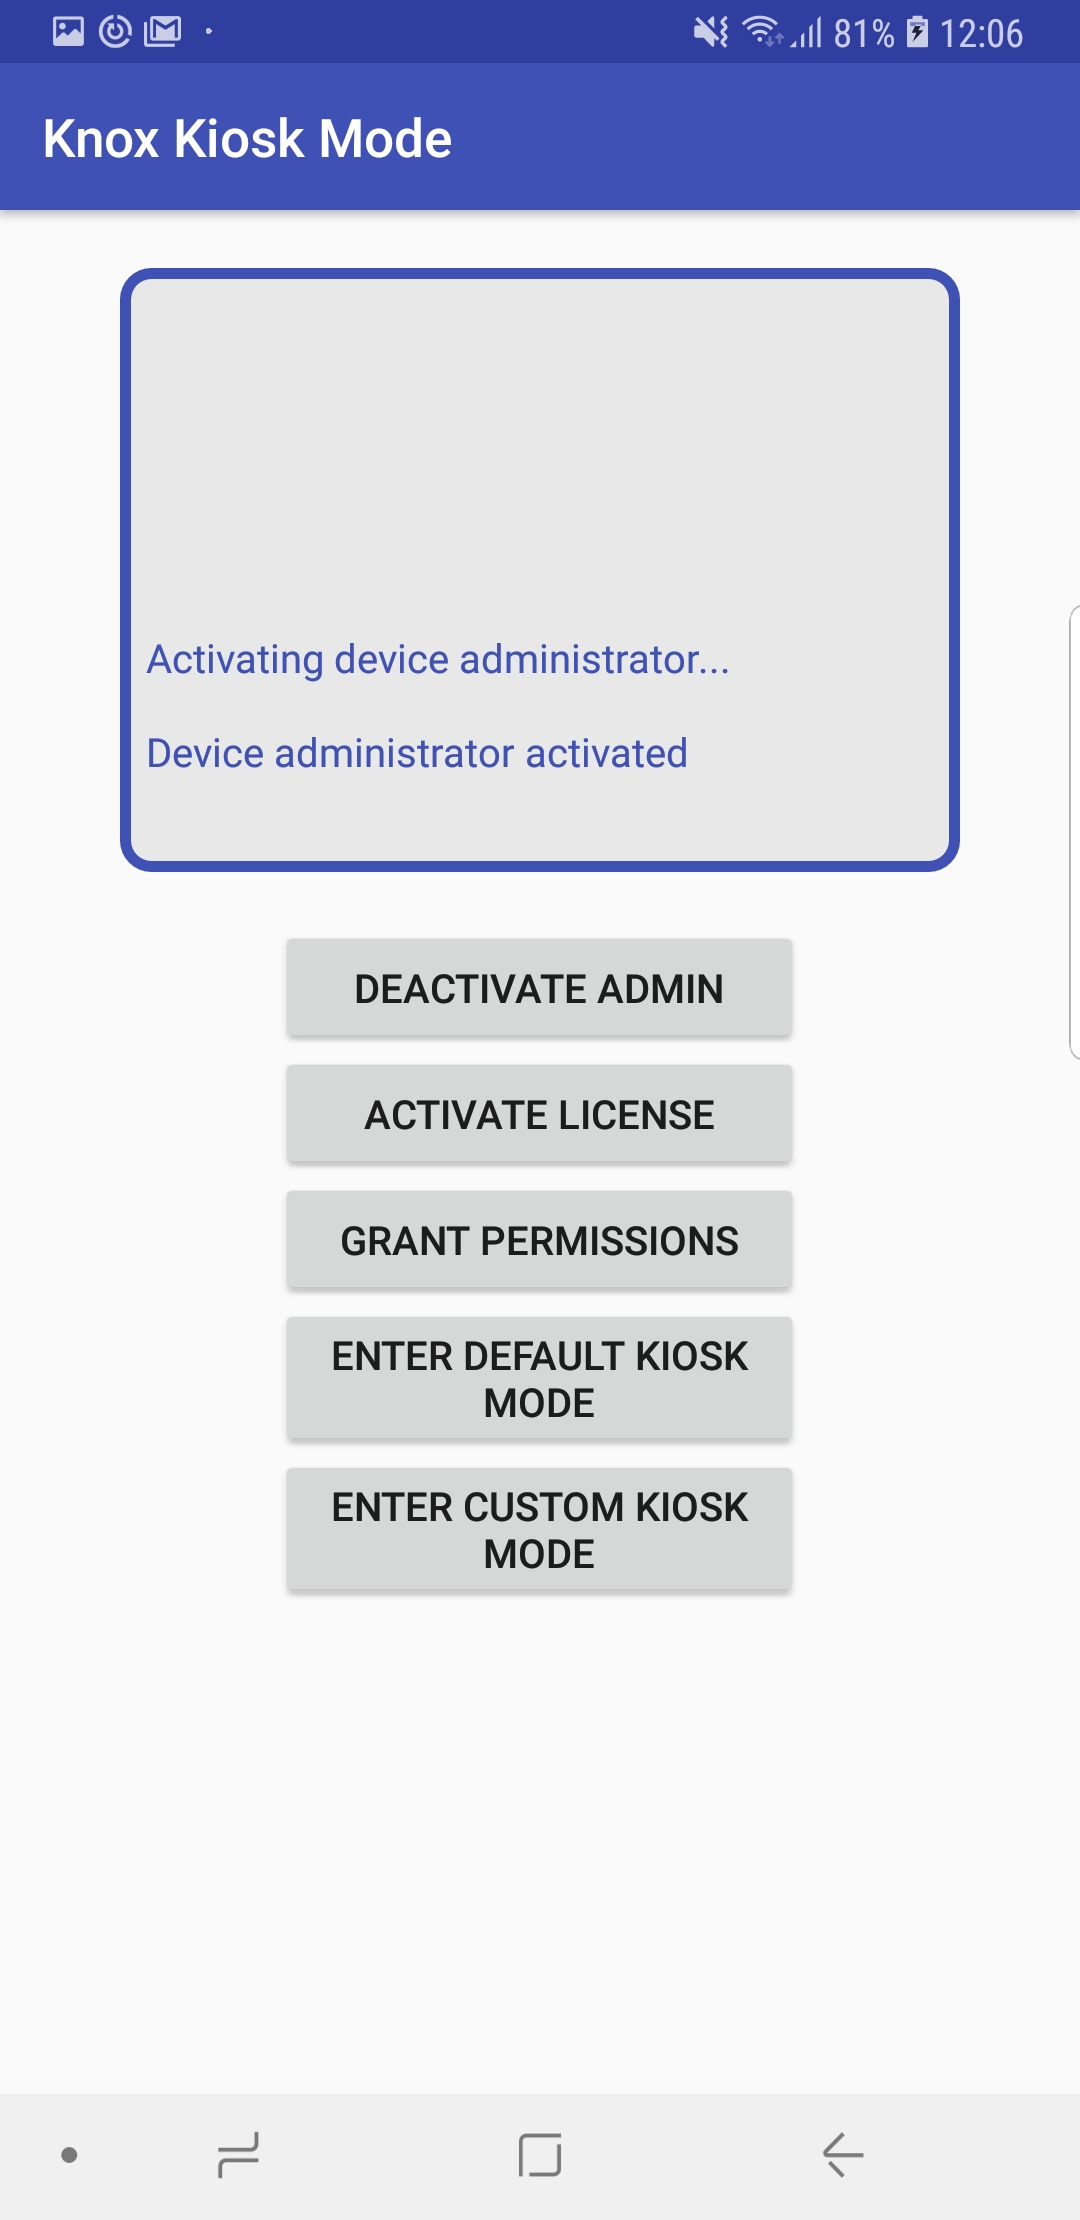 81% 12:06
Knox Kiosk Mode
Activating device administrator...
Device administrator activated
DEACTIVATE ADMIN
ACTIVATE LICENSE
GRANT PERMISSIONS
ENTER DEFAULT KIOSK
MODE
ENTER CUSTOM KIOSK
MODE